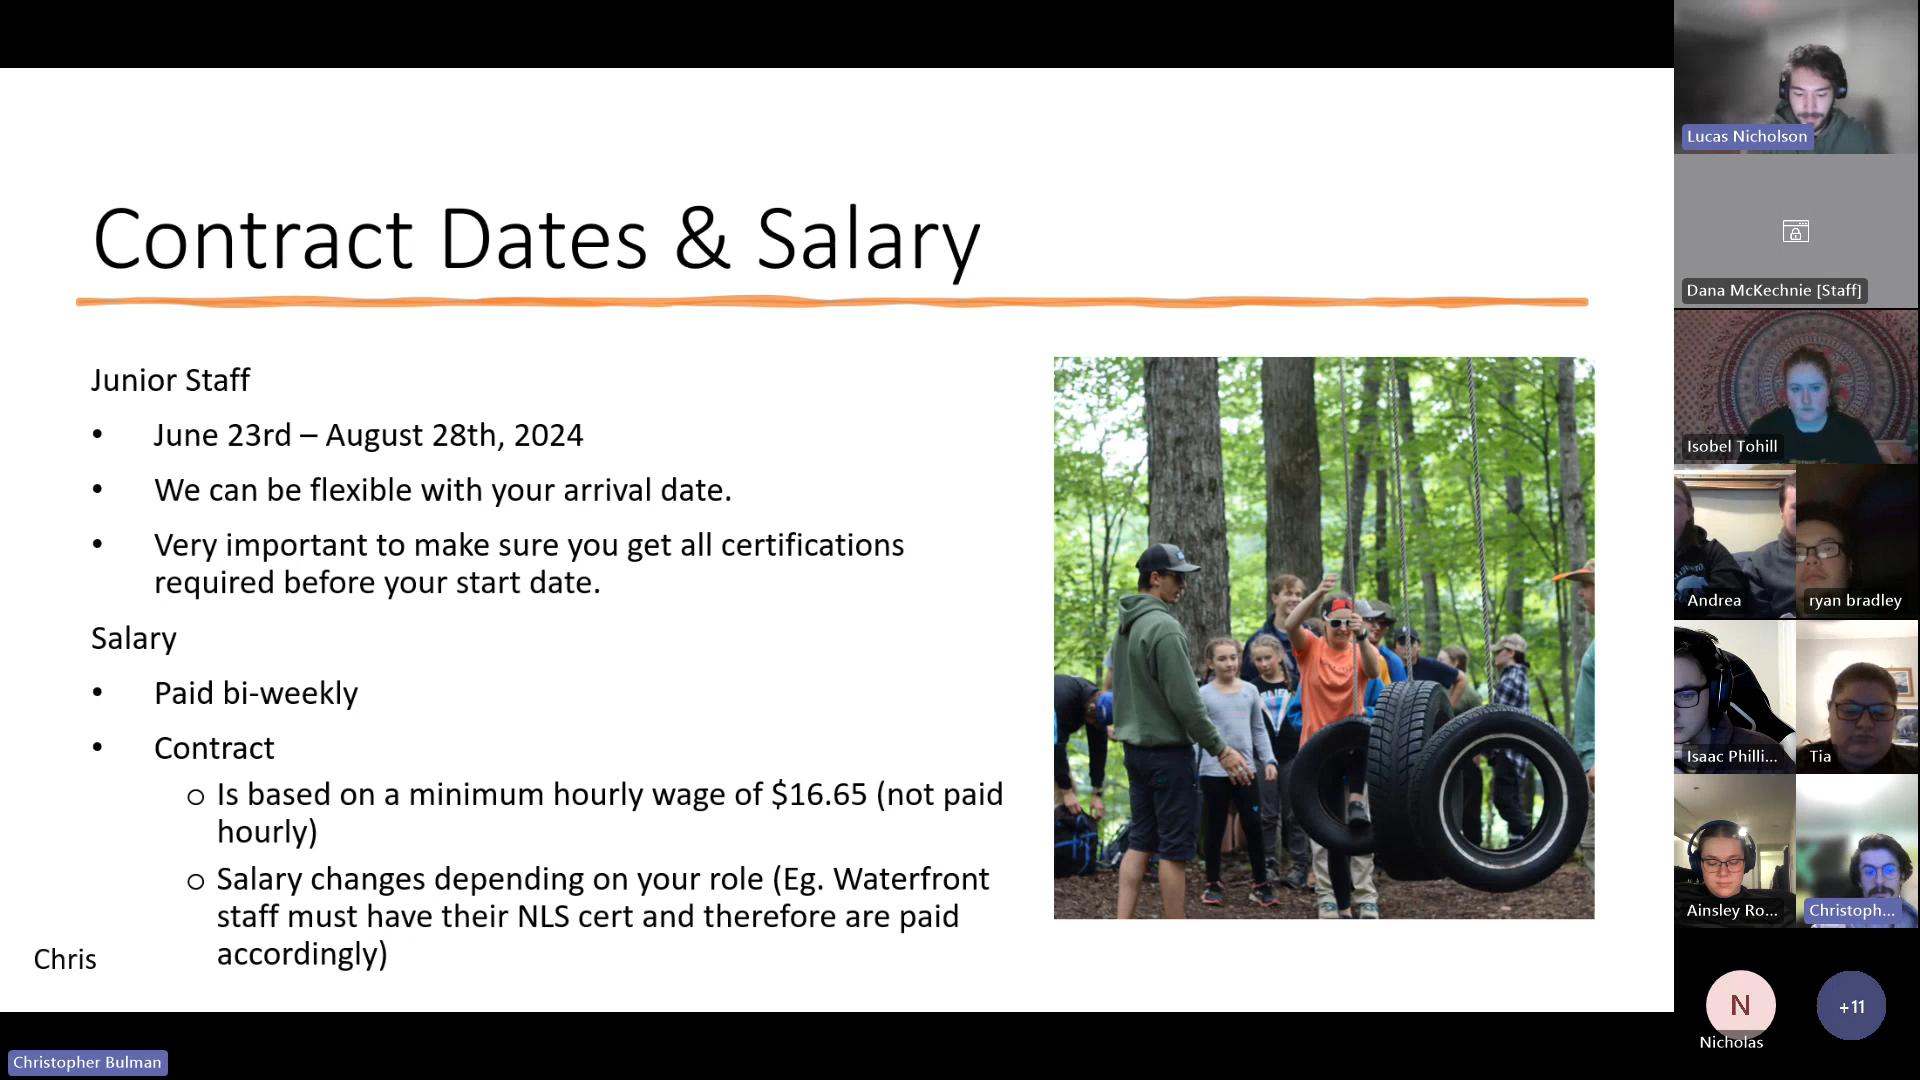 Contract Dates & Salary
Junior Staff
• June 23rd – August 28th, 2024
• We can be flexible with your arrival date.
• Very important to make sure you get all certifications
required before your start date.
Salary
• Paid bi-weekly
• Contract
o Is based on a minimum hourly wage of $16.65 (not paid
hourly)
o Salary changes depending on your role (Eg. Waterfront
staff must have their NLS cert and therefore are paid
accordingly)
Chris
Christopher Bulman
Lucas Nicholson
Dana McKechnie [Staff]
Isobel Tohill
Andrea
ryan bradley
Isaac Philli...
Tia
Ainsley Ro...
Christoph...
N
Nicholas
+11